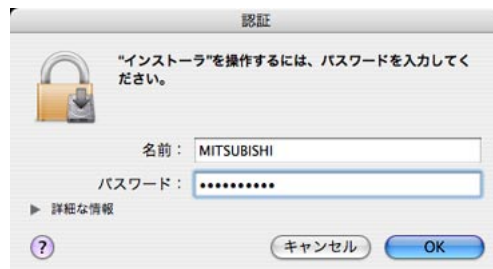 認証
“インストーラ”を操作するには、パスワードを入力してく
ださい。
名前：
MITSUBISHI
パスワード：
••••••••••
▶ 詳細な情報
?
キャンセル
OK